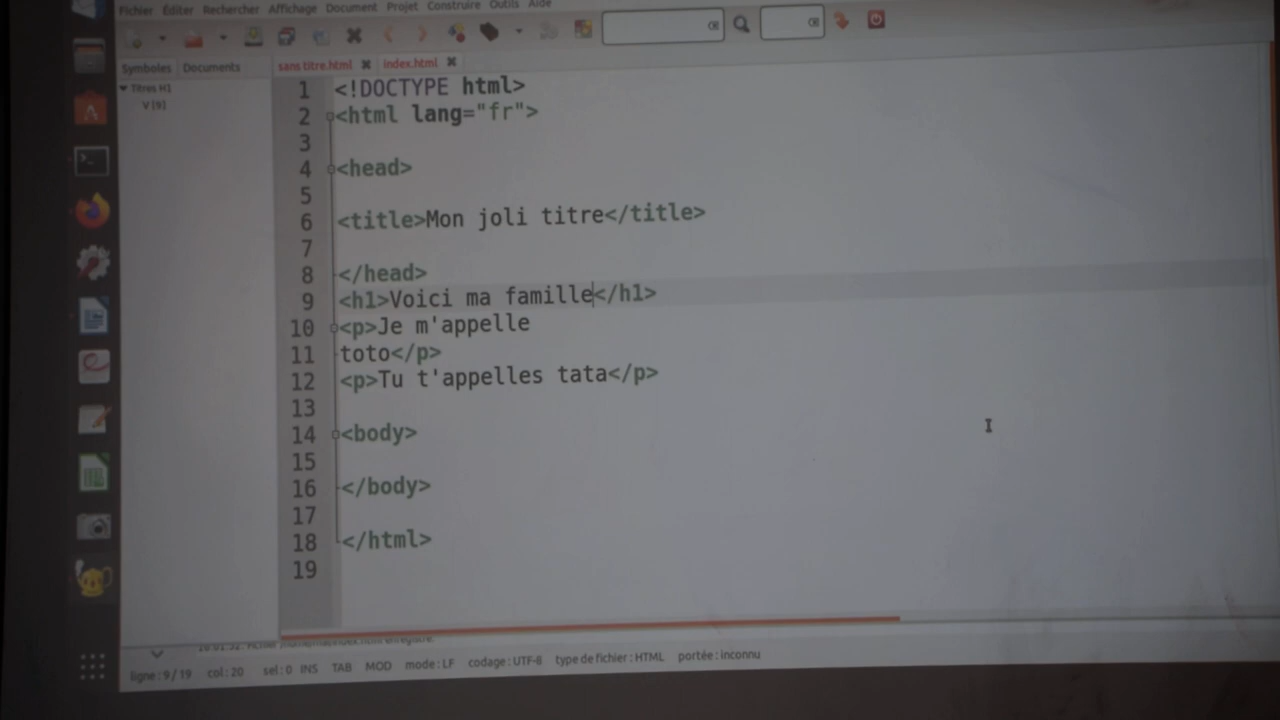 Fichier Éditer Rechercher Affichage Document Projet Construire Outils Aide
Symboles Documents
sans titre.html index.html
Titres H1
V [9]
1 <!DOCTYPE html>
2 <html lang="fr">
3
4 <head>
5
6 <title>Mon joli titre</title>
7
8 </head>
9 <h1>Voici ma famille</h1>
10 <p>Je m'appelle
11 toto</p>
12 <p>Tu t'appelles tata</p>
13
14 <body>
15
16 </body>
17
18 </html>
19
ligne : 9 / 19 col : 20 sel : 0 INS TAB MOD mode : LF codage : UTF-8 type de fichier : HTML portée : inconnu